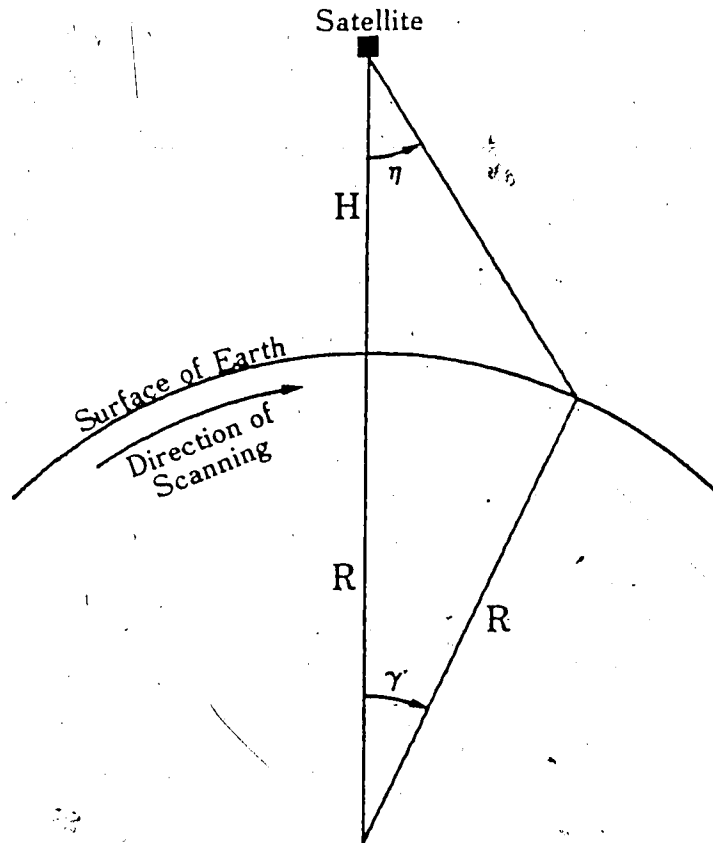 Satellite
η
H
Surface of Earth
Direction of
Scanning
R
R
γ